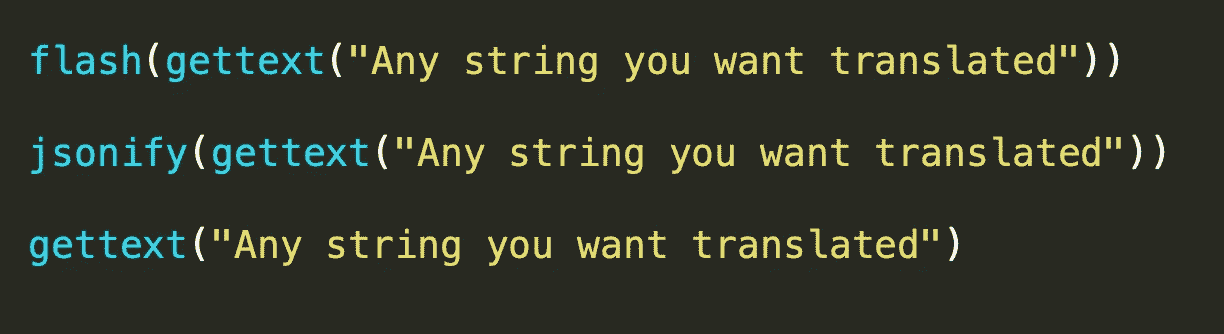 flash(gettext("Any string you want translated"))
jsonify(gettext("Any string you want translated"))
gettext("Any string you want translated")